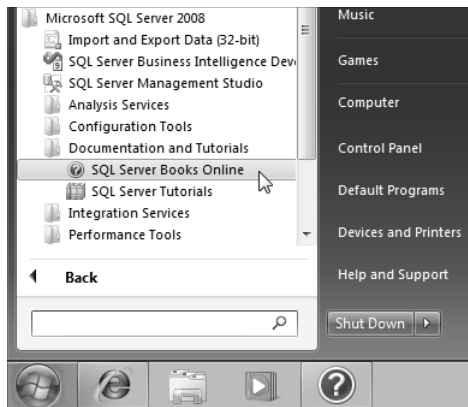 Microsoft SQL Server 2008
Import and Export Data (32-bit)
SQL Server Business Intelligence Deve
SQL Server Management Studio
Analysis Services
Configuration Tools
Documentation and Tutorials
SQL Server Books Online
SQL Server Tutorials
Integration Services
Performance Tools
Back
Music
Games
Computer
Control Panel
Default Programs
Devices and Printers
Help and Support
Shut Down